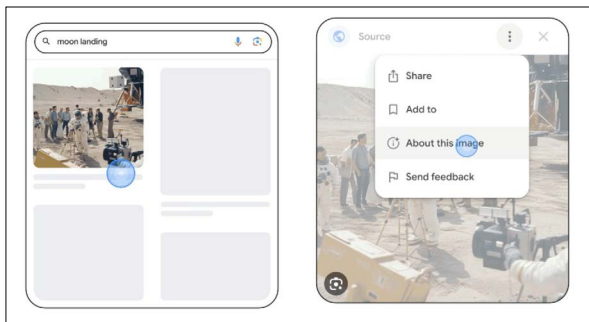 moon landing
Source
Share
Add to
About this image
Send feedback